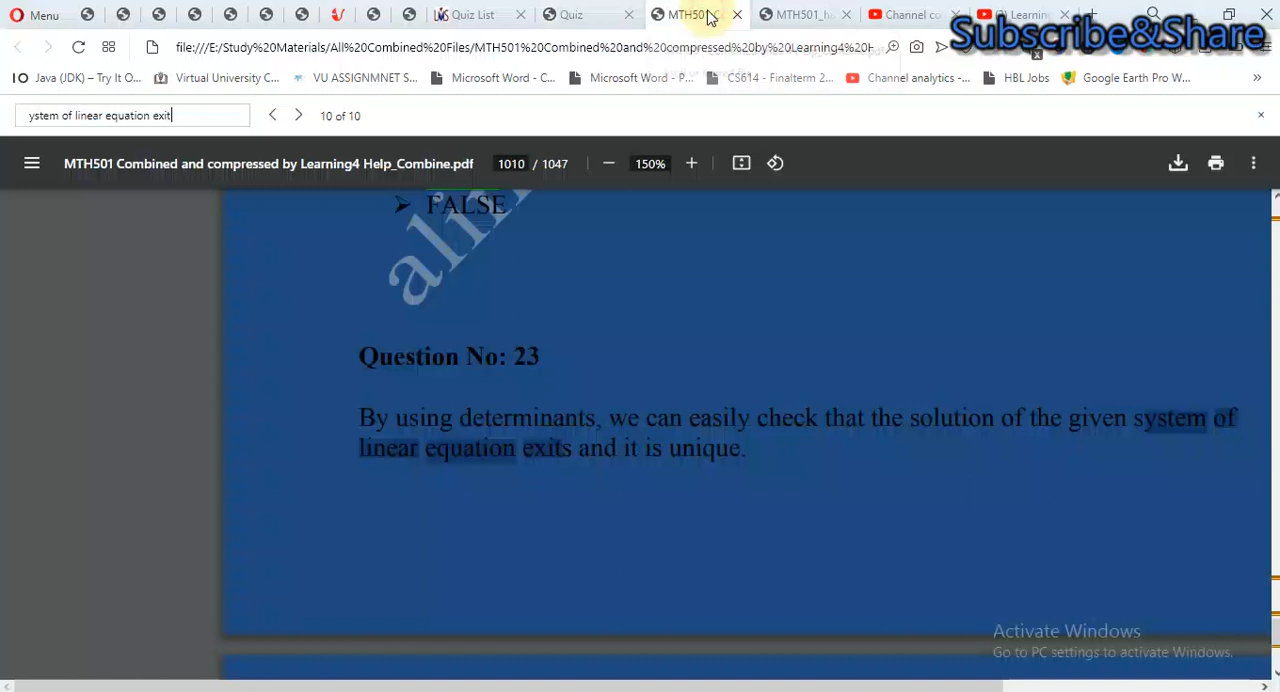 Menu
Quiz List
Quiz
MTH501
MTH501_h
Channel co
(2) Learnin
Subscribe&Share
file:///E:/Study%20Materials/All%20Combined%20Files/MTH501%20Combined%20and%20compressed%20by%20Learning4%20H
Java (JDK) – Try It O...
Virtual University C...
VU ASSIGNMNET S...
Microsoft Word - C...
Microsoft Word - P...
CS614 - Finalterm 2...
Channel analytics -...
HBL Jobs
Google Earth Pro W...
»
ystem of linear equation exit
10 of 10
MTH501 Combined and compressed by Learning4 Help_Combine.pdf
1010 / 1047
150%
➢ FALSE
alin
Question No: 23
By using determinants, we can easily check that the solution of the given system of
linear equation exits and it is unique.
Activate Windows
Go to PC settings to activate Windows.